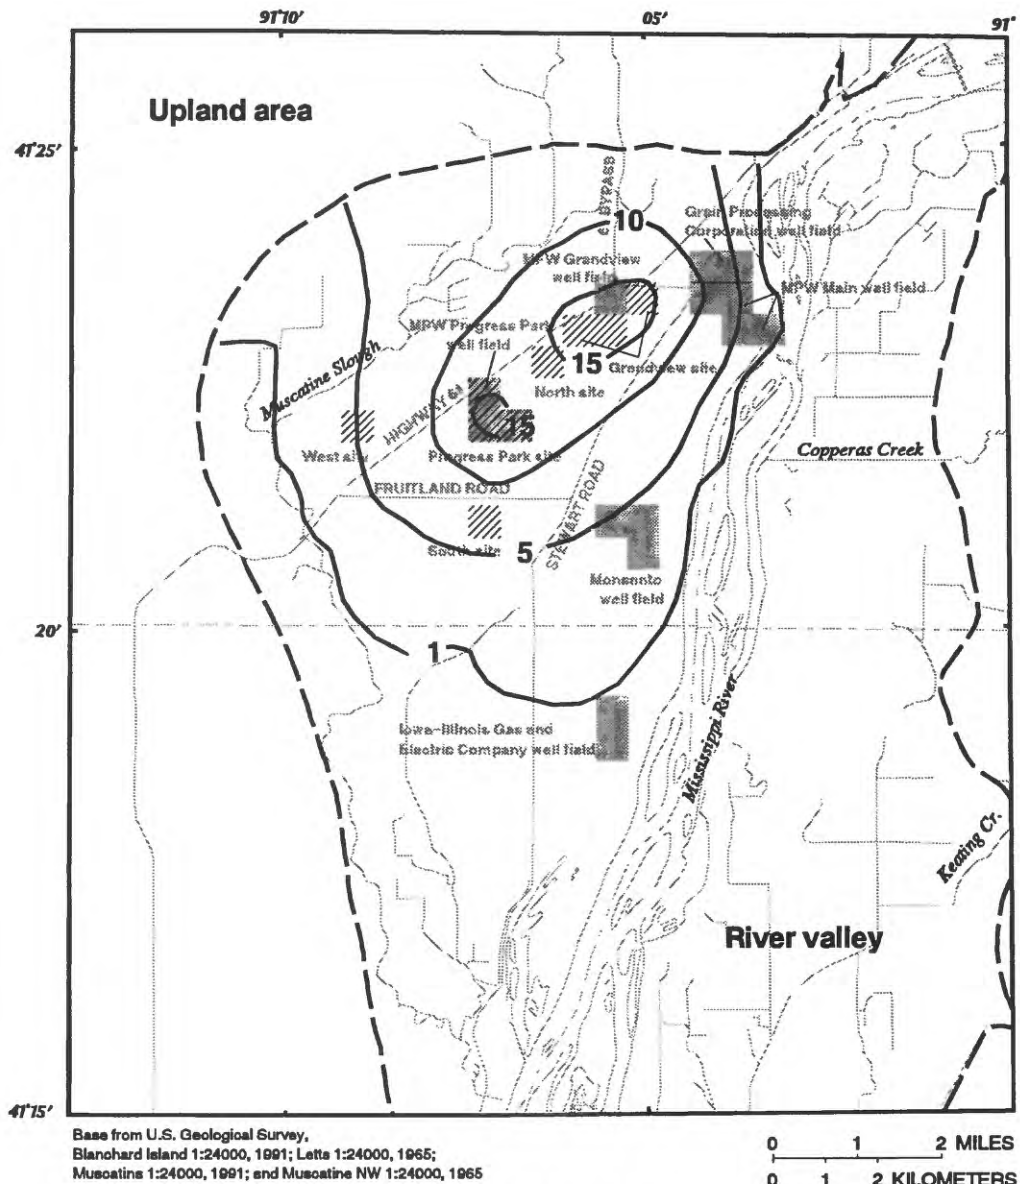 91°10'
05'
91°
Upland area
41°25'
61 BYPASS
10
Grain Processing
Corporation well field
MPW Grandview
well field
MPW Main well field
MPW Progress Park
well field
Muscatine Slough
15
Grandview site
North site
HIGHWAY 61
15
West site
Progress Park site
Copperas Creek
FRUITLAND ROAD
STEWART ROAD
South site
5
Monsanto
well field
20'
1
Iowa-Illinois Gas and
Electric Company well field
Mississippi River
Keating Cr.
River valley
41°15'
Base from U.S. Geological Survey,
Blanchard Island 1:24000, 1991; Letts 1:24000, 1965;
Muscatine 1:24000, 1991; and Muscatine NW 1:24000, 1965
0 1 2 MILES
0 1 2 KILOMETERS